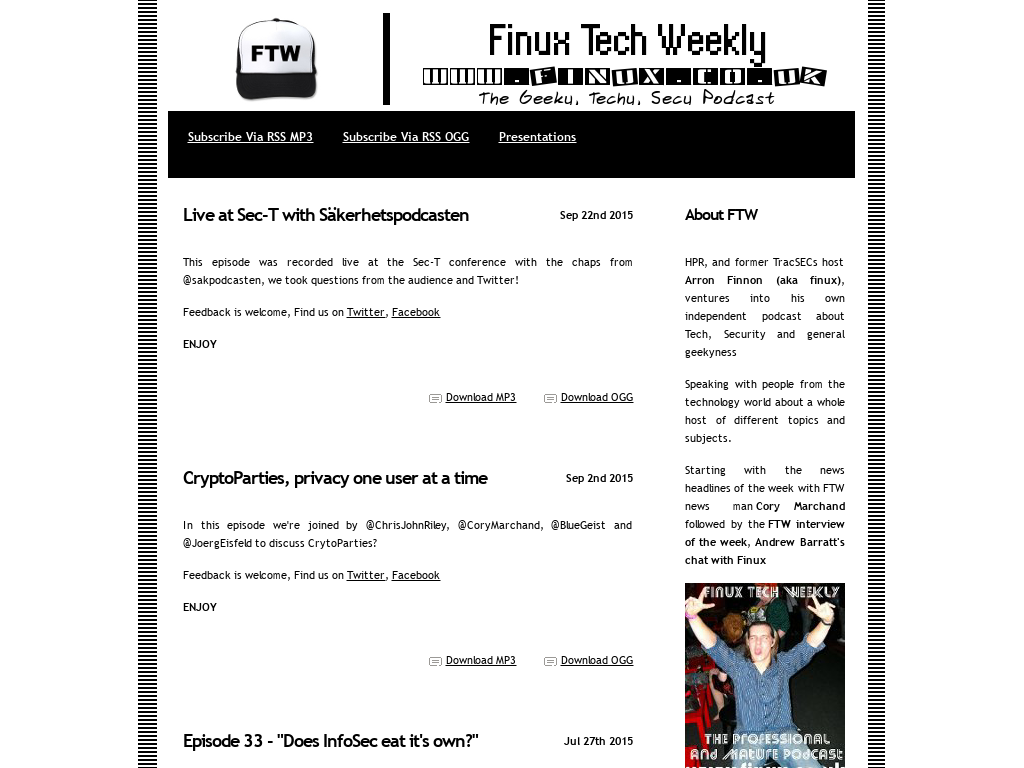 FTW
Finux Tech Weekly
WWW.FINUX.CO.UK
The Geeky, Techy, Secy Podcast
Subscribe Via RSS MP3
Subscribe Via RSS OGG
Presentations
Live at Sec-T with Säkerhetspodcasten
Sep 22nd 2015
This episode was recorded live at the Sec-T conference with the chaps from
@sakpodcasten, we took questions from the audience and Twitter!
Feedback is welcome, Find us on Twitter, Facebook
ENJOY
Download MP3
Download OGG
CryptoParties, privacy one user at a time
Sep 2nd 2015
In this episode we're joined by @ChrisJohnRiley, @CoryMarchand, @BlueGeist and
@JoergEisfeld to discuss CrytoParties?
Feedback is welcome, Find us on Twitter, Facebook
ENJOY
Download MP3
Download OGG
Episode 33 - "Does InfoSec eat it's own?"
Jul 27th 2015
About FTW
HPR, and former TracSECs host
Arron Finnon (aka finux),
ventures into his own
independent podcast about
Tech, Security and general
geekyness
Speaking with people from the
technology world about a whole
host of different topics and
subjects.
Starting with the news
headlines of the week with FTW
news man Cory Marchand
followed by the FTW interview
of the week, Andrew Barratt's
chat with Finux
FINUX TECH WEEKLY
THE PROFESSIONAL
AND MATURE PODCAST